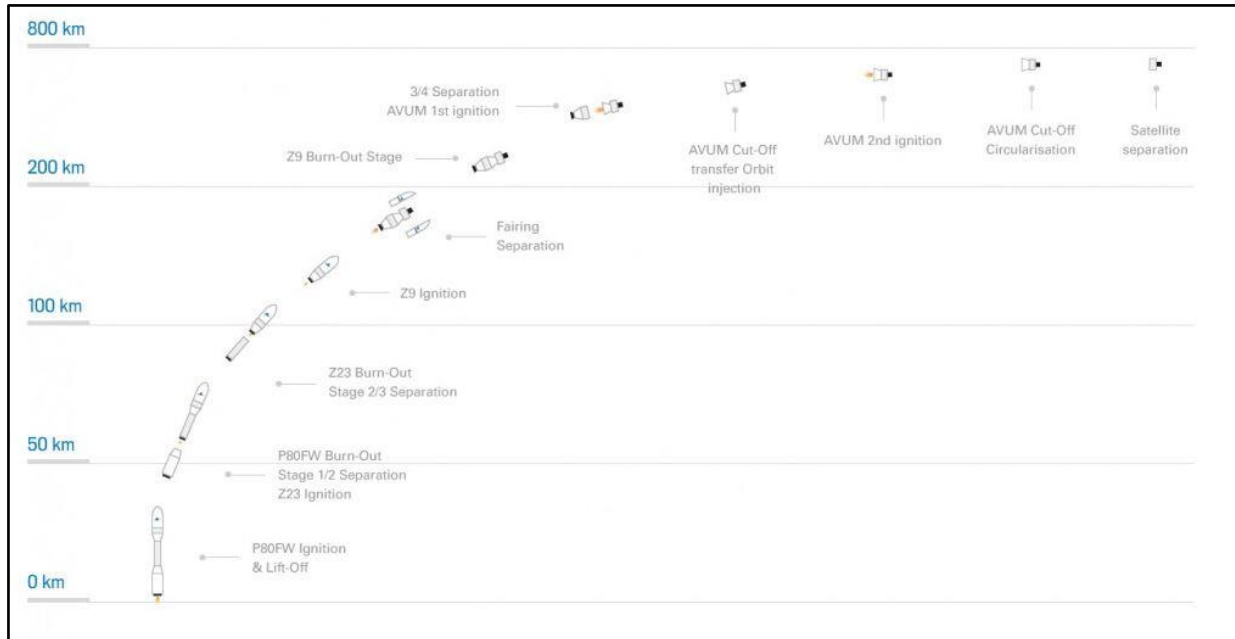 800 km
3/4 Separation
AVUM 1st ignition
AVUM Cut-Off
transfer Orbit
injection
AVUM 2nd ignition
AVUM Cut-Off
Circularisation
Satellite
separation
Z9 Burn-Out Stage
200 km
Fairing
Separation
Z9 Ignition
100 km
Z23 Burn-Out
Stage 2/3 Separation
50 km
P80FW Burn-Out
Stage 1/2 Separation
Z23 Ignition
P80FW Ignition
& Lift-Off
0 km